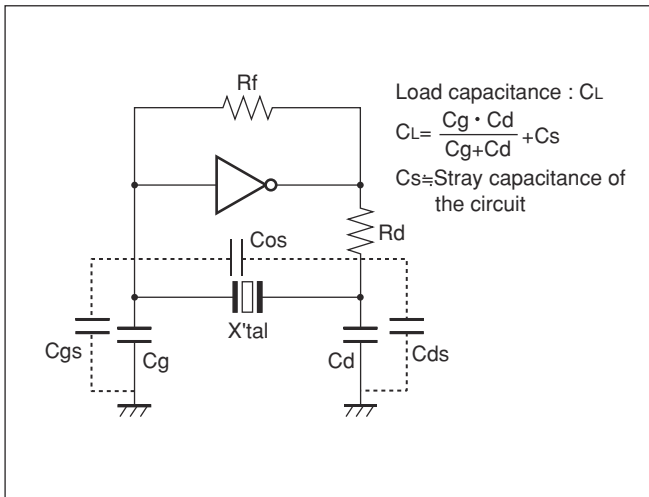 Rf
Load capacitance : CL
CL= Cg・Cd / Cg+Cd +Cs
Cs≒Stray capacitance of
the circuit
Rd
Cos
X'tal
Cgs
Cg
Cd
Cds